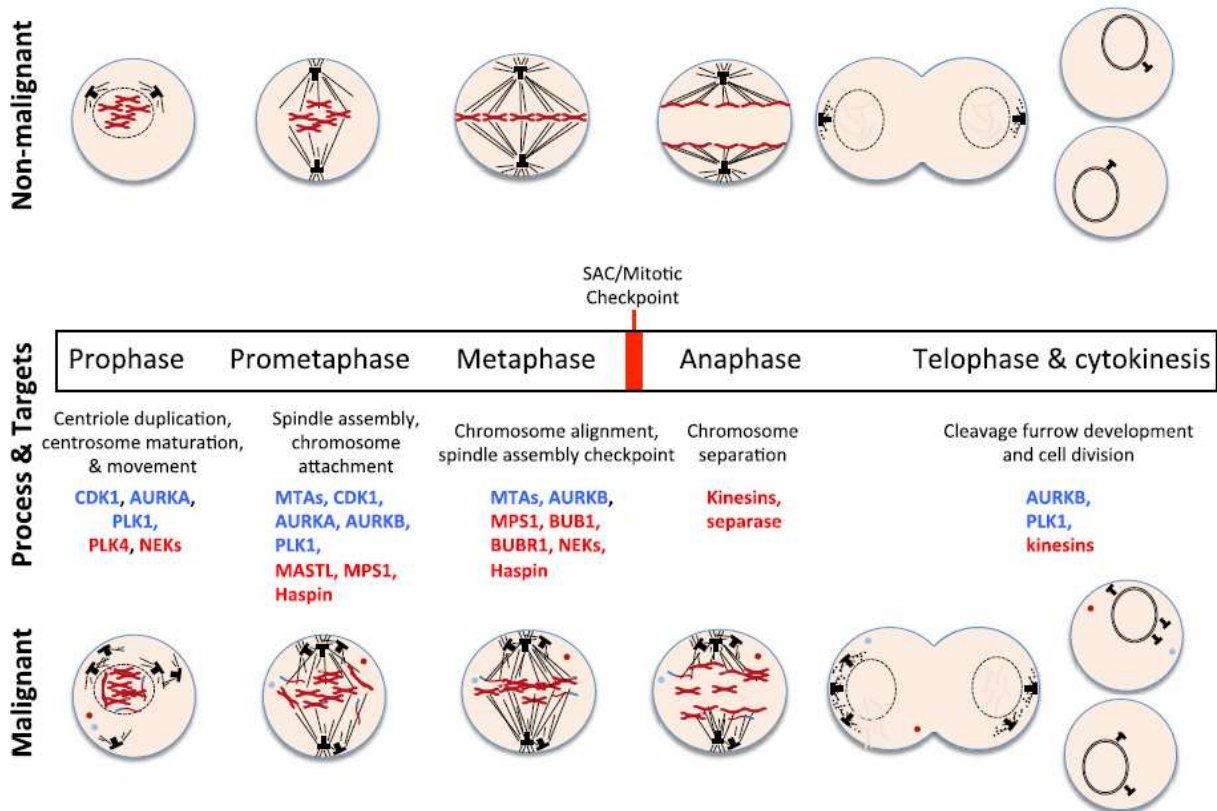 Non-malignant
SAC/Mitotic
Checkpoint
Process & Targets
Prophase
Prometaphase
Metaphase
Anaphase
Telophase & cytokinesis
Centriole duplication,
centrosome maturation,
& movement
CDK1, AURKA,
PLK1,
PLK4, NEKs
Spindle assembly,
chromosome
attachment
MTAs, CDK1,
AURKA, AURKB,
PLK1,
MASTL, MPS1,
Haspin
Chromosome alignment,
spindle assembly checkpoint
MTAs, AURKB,
MPS1, BUB1,
BUBR1, NEKs,
Haspin
Chromosome
separation
Kinesins,
separase
Cleavage furrow development
and cell division
AURKB,
PLK1,
kinesins
Malignant